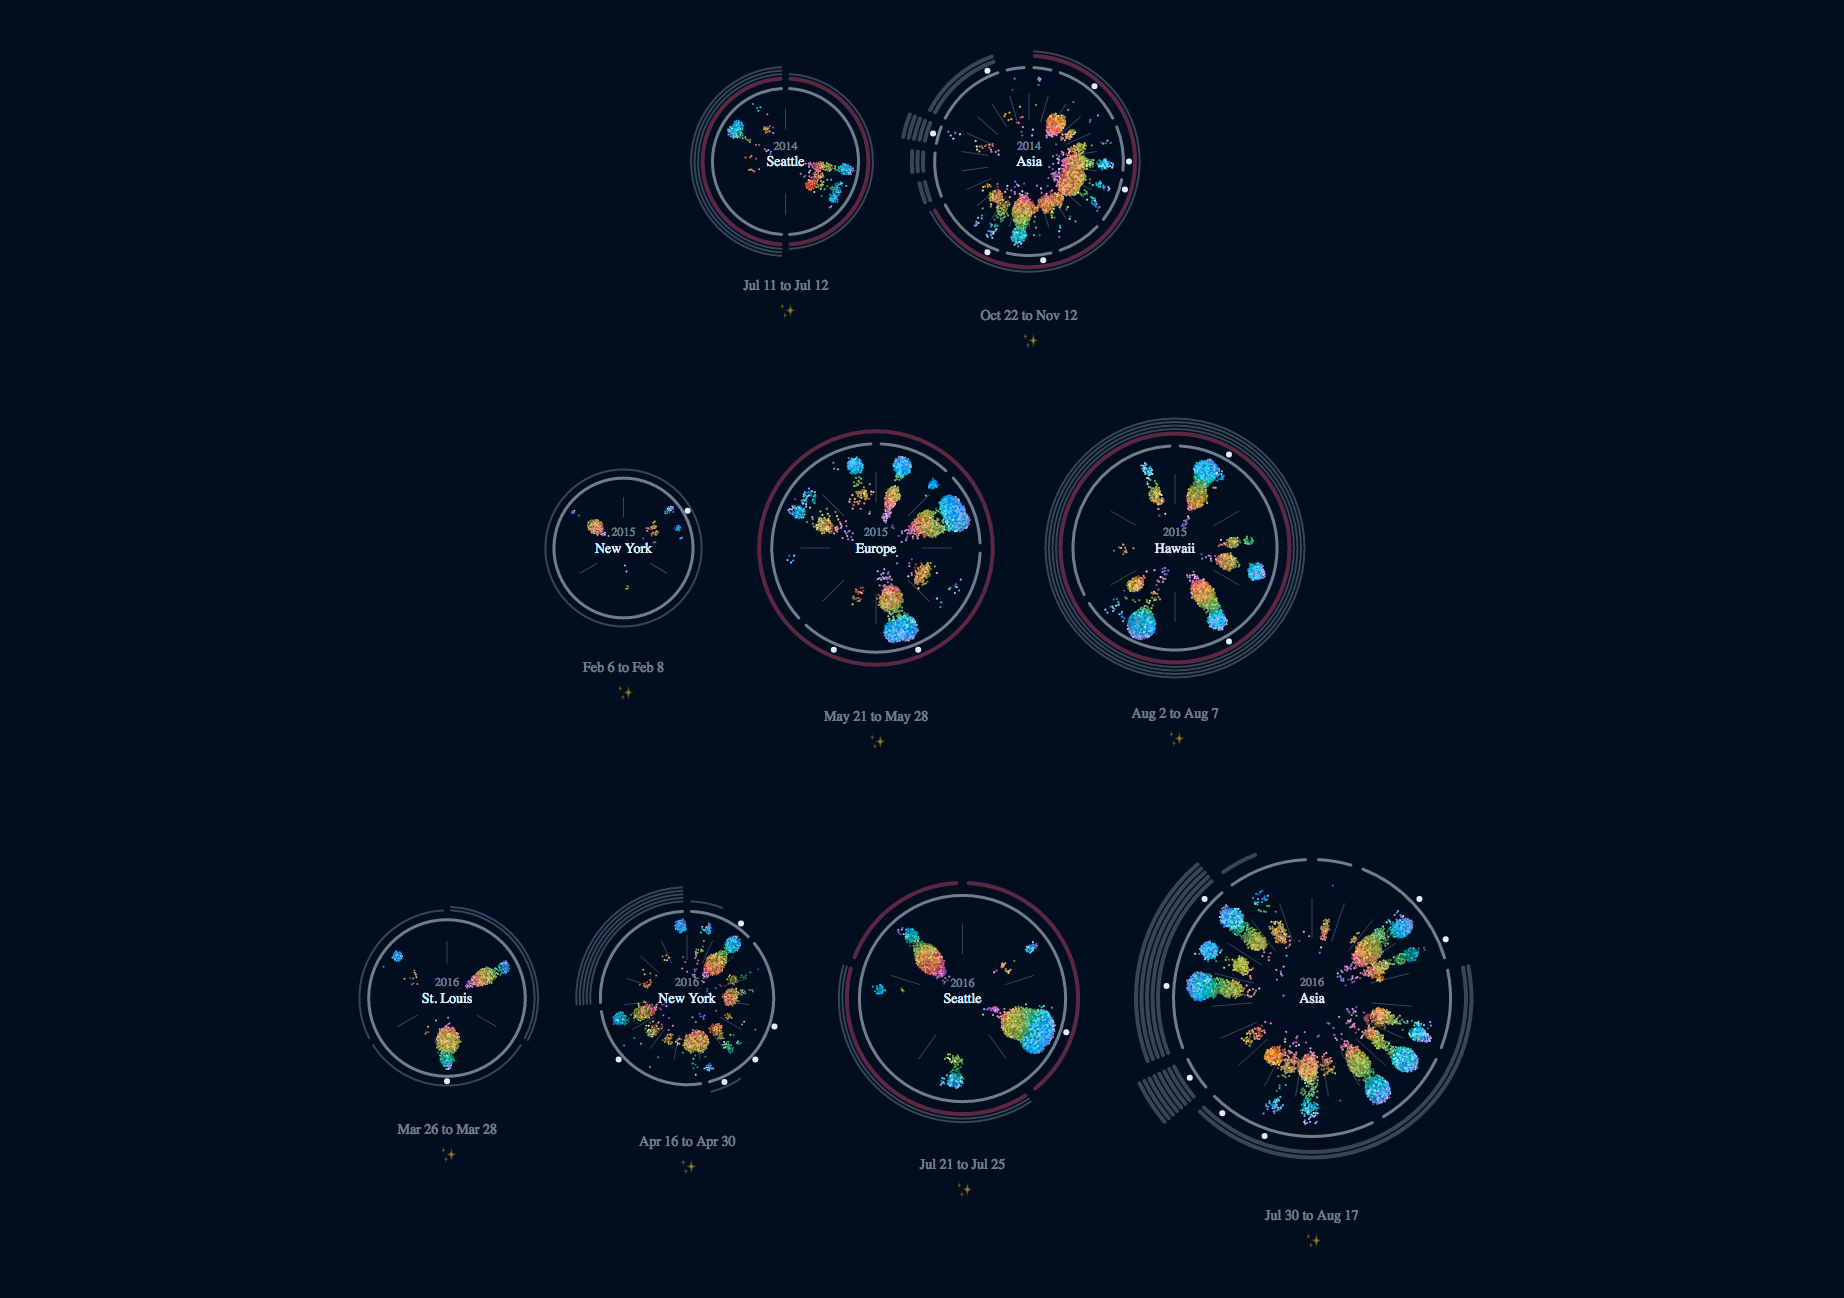 2014
Seattle
Jul 11 to Jul 12
2014
Asia
Oct 22 to Nov 12
2015
New York
Feb 6 to Feb 8
2015
Europe
May 21 to May 28
2015
Hawaii
Aug 2 to Aug 7
2016
St. Louis
Mar 26 to Mar 28
2016
New York
Apr 16 to Apr 30
2016
Seattle
Jul 21 to Jul 25
2016
Asia
Jul 30 to Aug 17